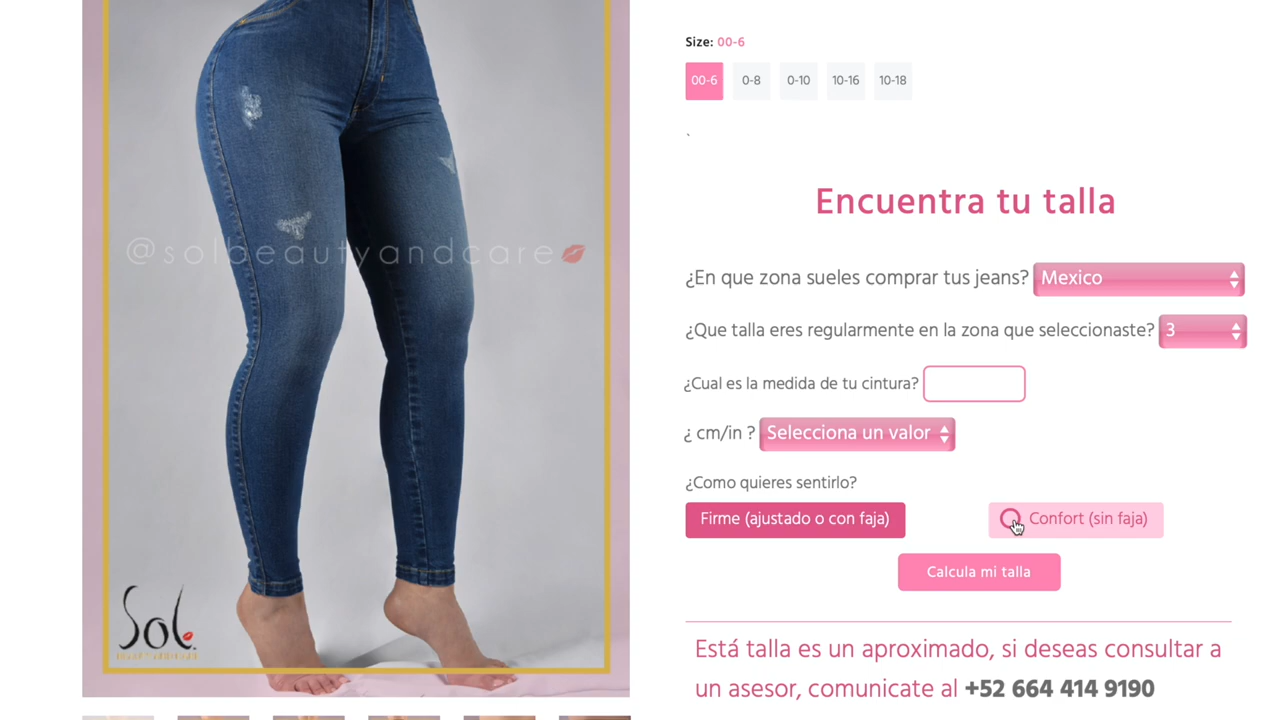 Size: 00-6
00-6 0-8 0-10 10-16 10-18
`
Encuentra tu talla
@solbeautyandcare
¿En que zona sueles comprar tus jeans? Mexico
¿Que talla eres regularmente en la zona que seleccionaste? 3
¿Cual es la medida de tu cintura?
¿ cm/in ? Selecciona un valor
¿Como quieres sentirlo?
Firme (ajustado o con faja) Confort (sin faja)
Calcula mi talla
Sol
Está talla es un aproximado, si deseas consultar a
un asesor, comunicate al +52 664 414 9190